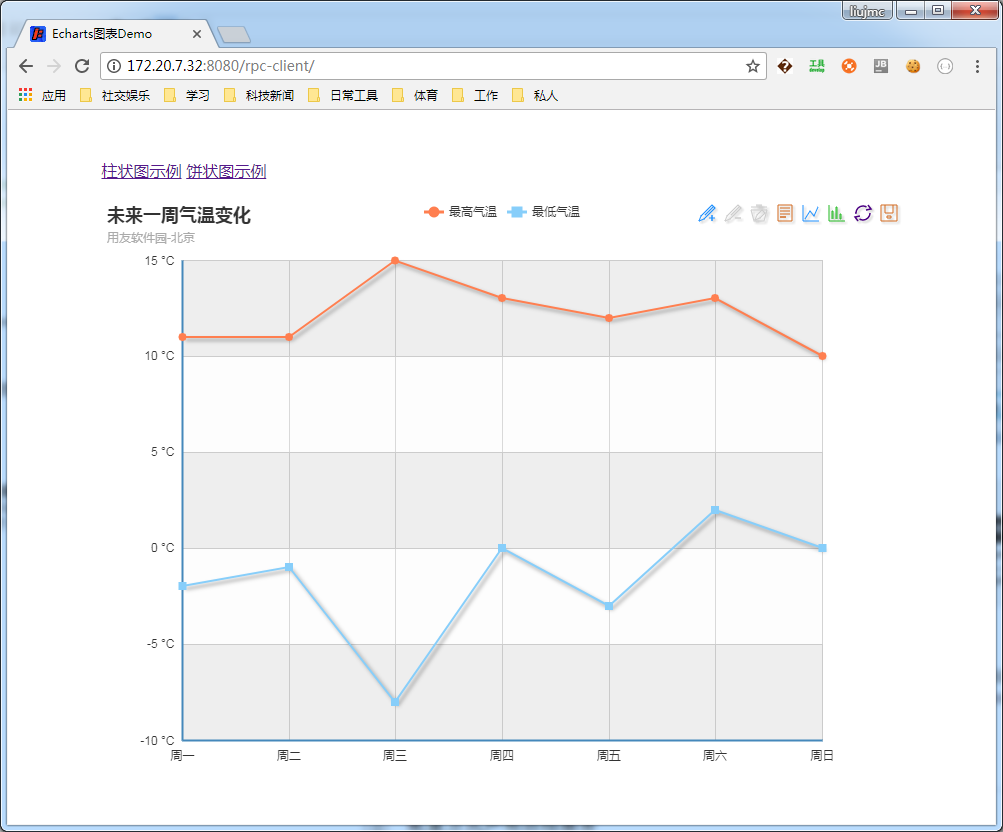 liujmc
Echarts图表Demo
172.20.7.32:8080/rpc-client/
工具
develop
JB
应用 社交娱乐 学习 科技新闻 日常工具 体育 工作 私人
柱状图示例 饼状图示例
未来一周气温变化
用友软件园-北京
最高气温 最低气温
15 °C
10 °C
5 °C
0 °C
-5 °C
-10 °C
周一 周二 周三 周四 周五 周六 周日